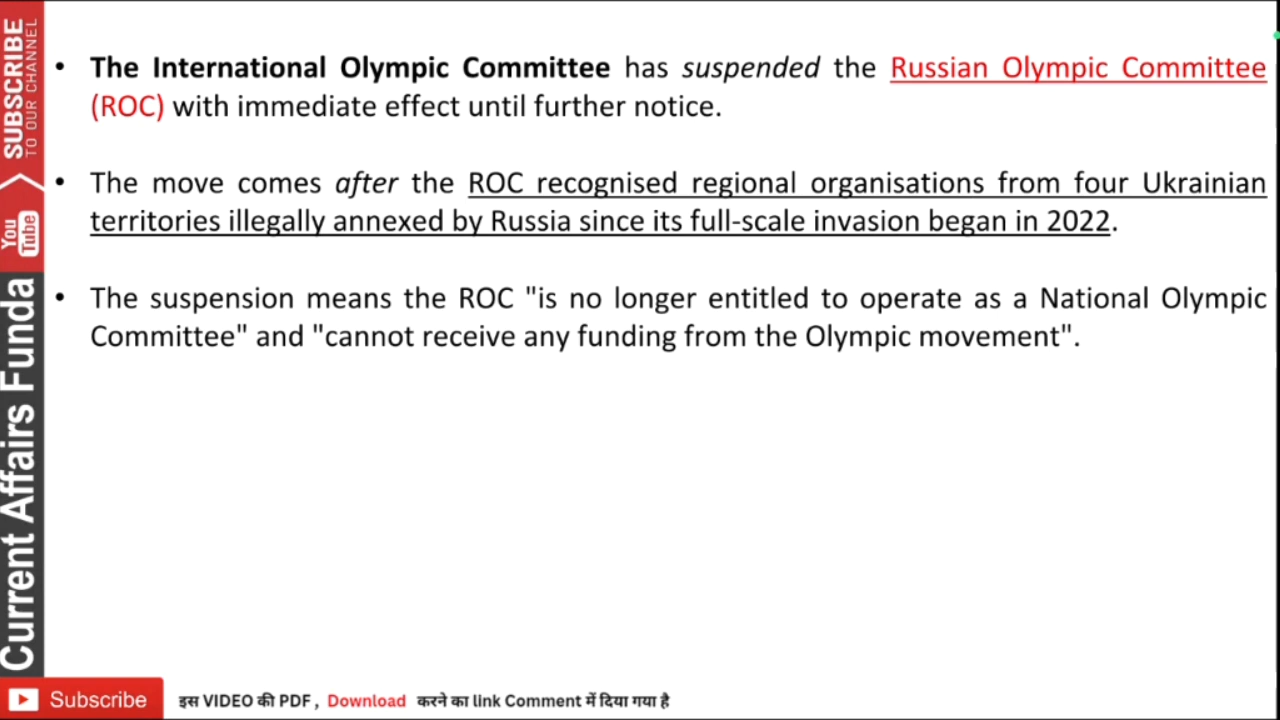 SUBSCRIBE
TO OUR CHANNEL
You
Tube
Current Affairs Funda
• The International Olympic Committee has suspended the Russian Olympic Committee
(ROC) with immediate effect until further notice.
• The move comes after the ROC recognised regional organisations from four Ukrainian
territories illegally annexed by Russia since its full-scale invasion began in 2022.
• The suspension means the ROC "is no longer entitled to operate as a National Olympic
Committee" and "cannot receive any funding from the Olympic movement".
Subscribe
इस VIDEO की PDF , Download करने का link Comment में दिया गया है